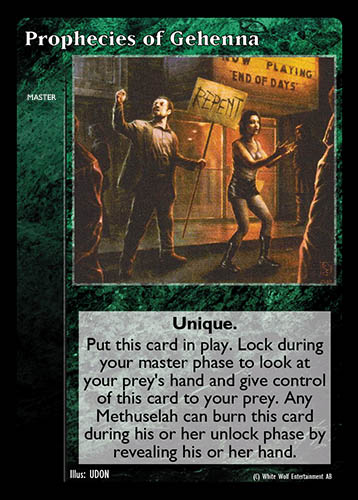 Prophecies of Gehenna
MASTER
NOW PLAYING
'END OF DAYS'
REPENT
Unique.
Put this card in play. Lock during
your master phase to look at
your prey's hand and give control
of this card to your prey. Any
Methuselah can burn this card
during his or her unlock phase by
revealing his or her hand.
Illus: UDON
(C) White Wolf Entertainment AB